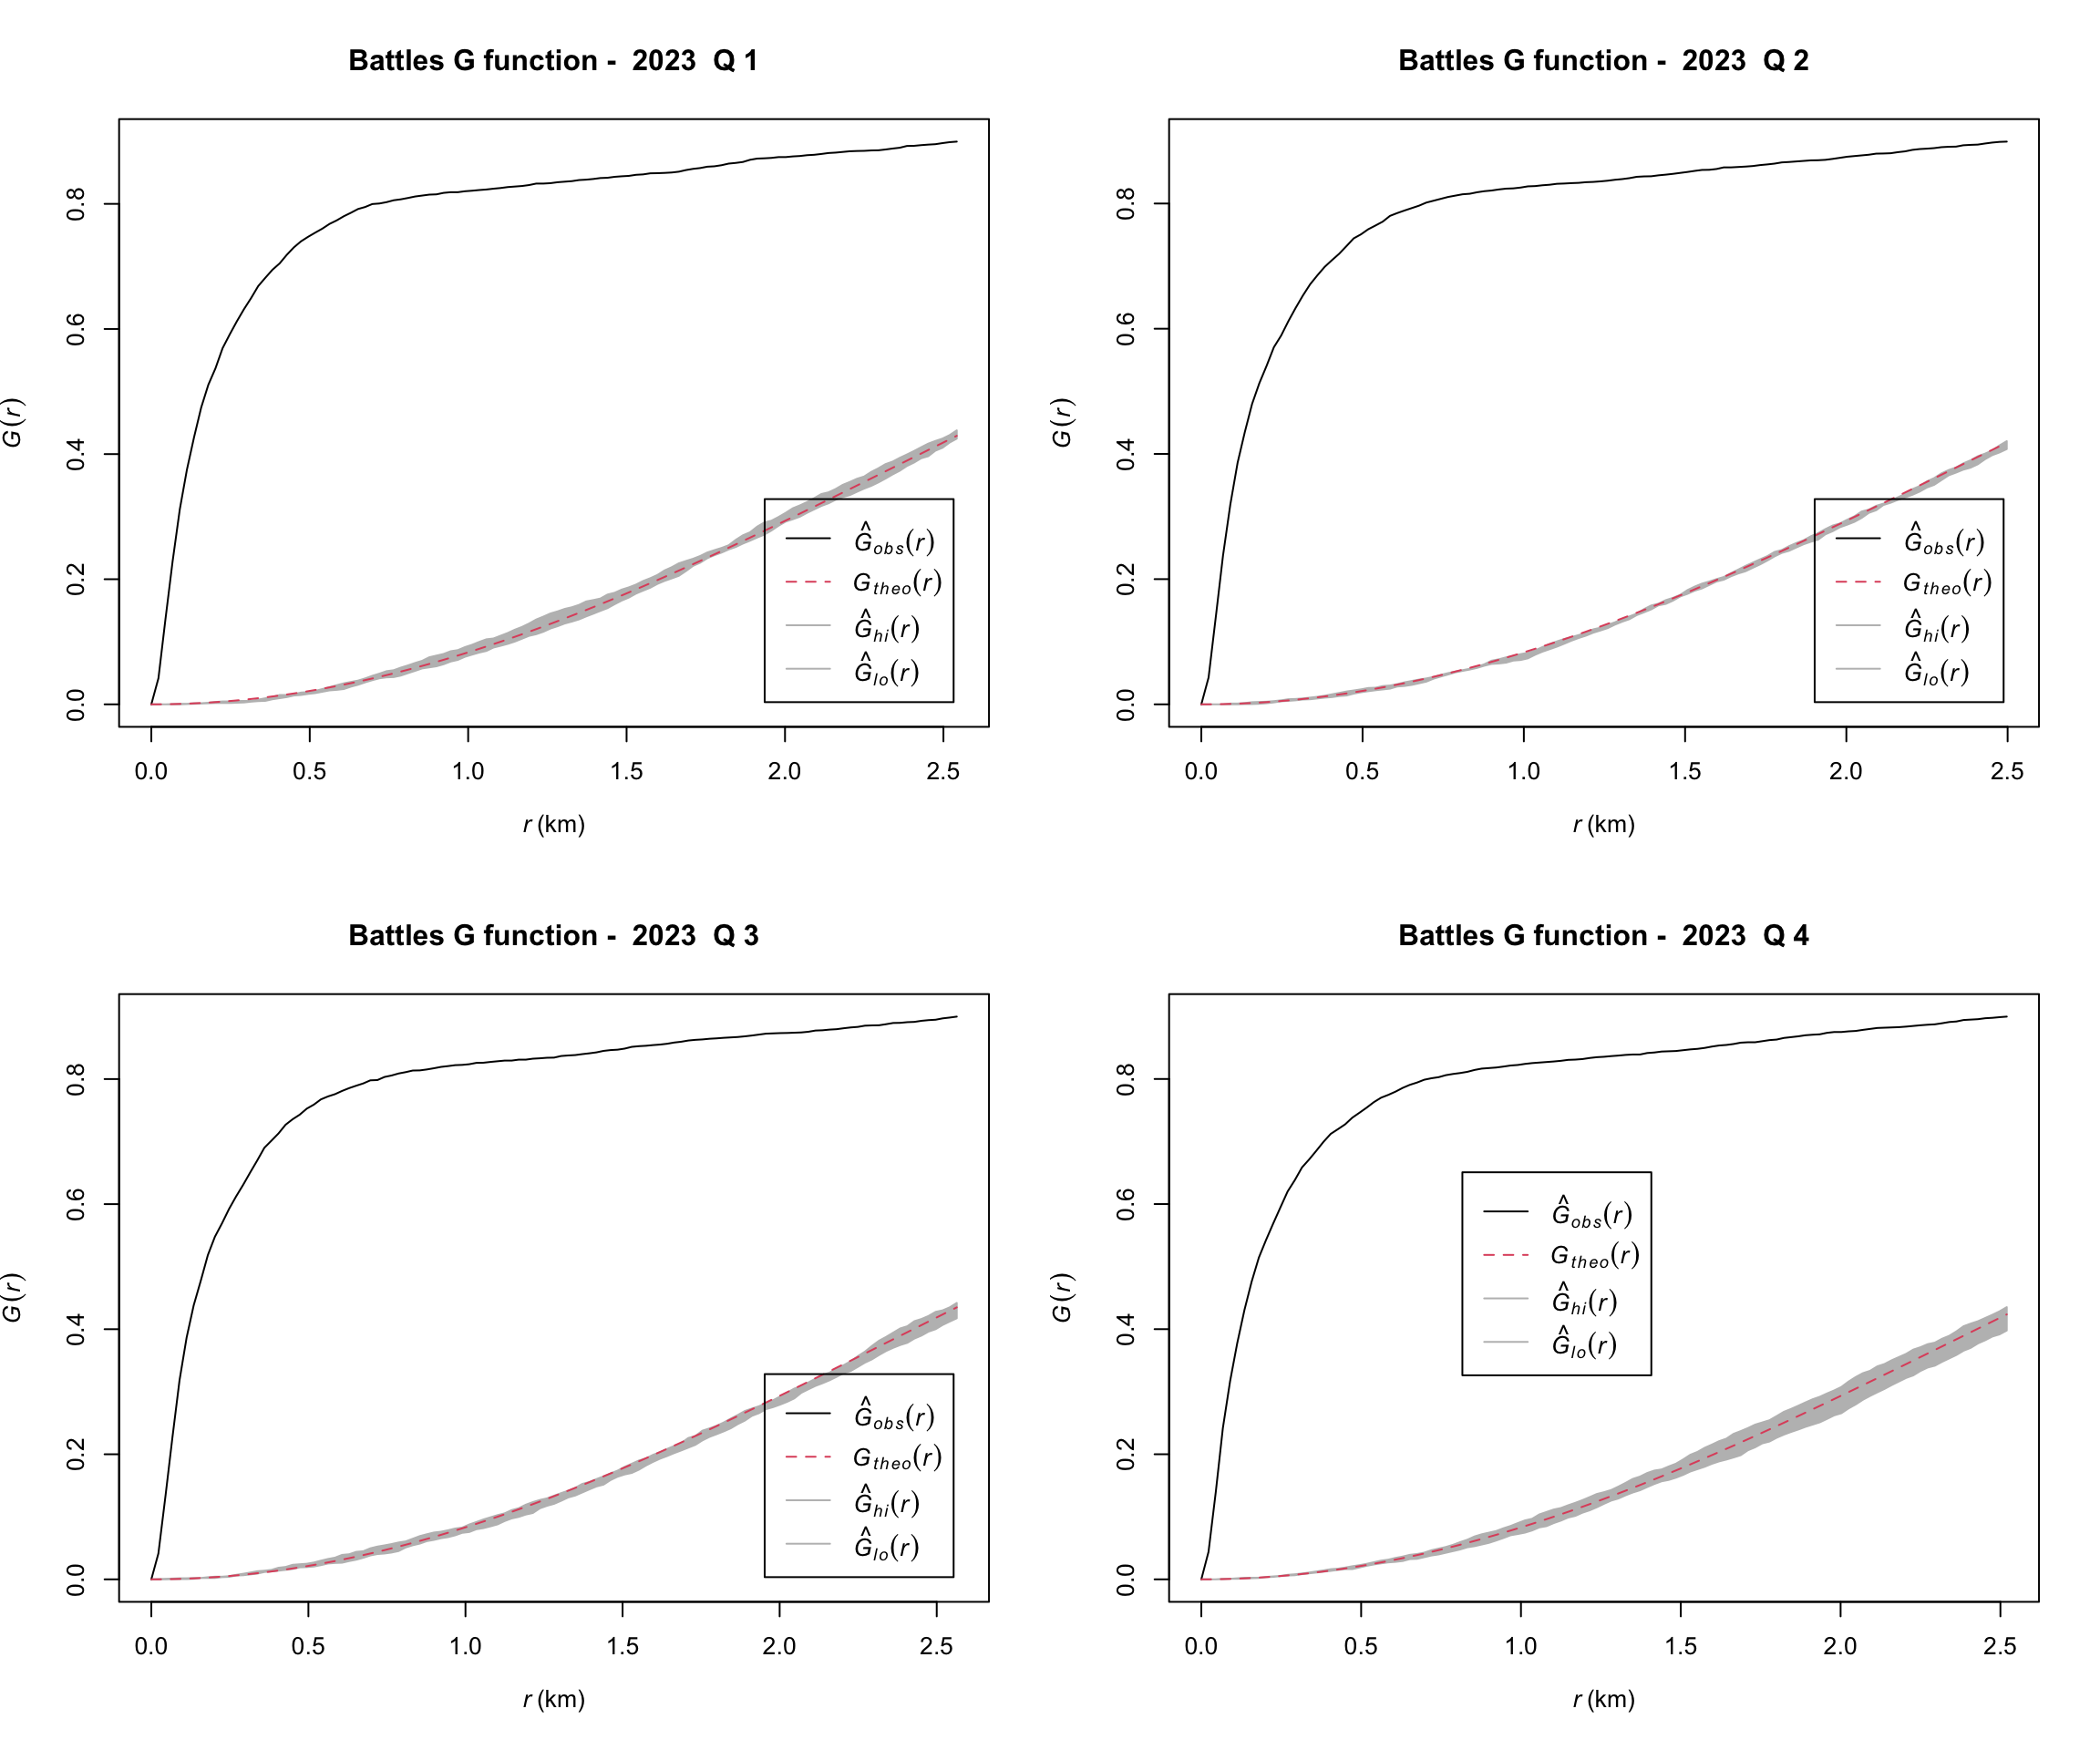 Battles G function -  2023  Q 1
G(r)
0.0 0.2 0.4 0.6 0.8
Ĝobs(r)
Gtheo(r)
Ĝhi(r)
Ĝlo(r)
0.0 0.5 1.0 1.5 2.0 2.5
r (km)
Battles G function -  2023  Q 2
G(r)
0.0 0.2 0.4 0.6 0.8
Ĝobs(r)
Gtheo(r)
Ĝhi(r)
Ĝlo(r)
0.0 0.5 1.0 1.5 2.0 2.5
r (km)
Battles G function -  2023  Q 3
G(r)
0.0 0.2 0.4 0.6 0.8
Ĝobs(r)
Gtheo(r)
Ĝhi(r)
Ĝlo(r)
0.0 0.5 1.0 1.5 2.0 2.5
r (km)
Battles G function -  2023  Q 4
G(r)
0.0 0.2 0.4 0.6 0.8
Ĝobs(r)
Gtheo(r)
Ĝhi(r)
Ĝlo(r)
0.0 0.5 1.0 1.5 2.0 2.5
r (km)